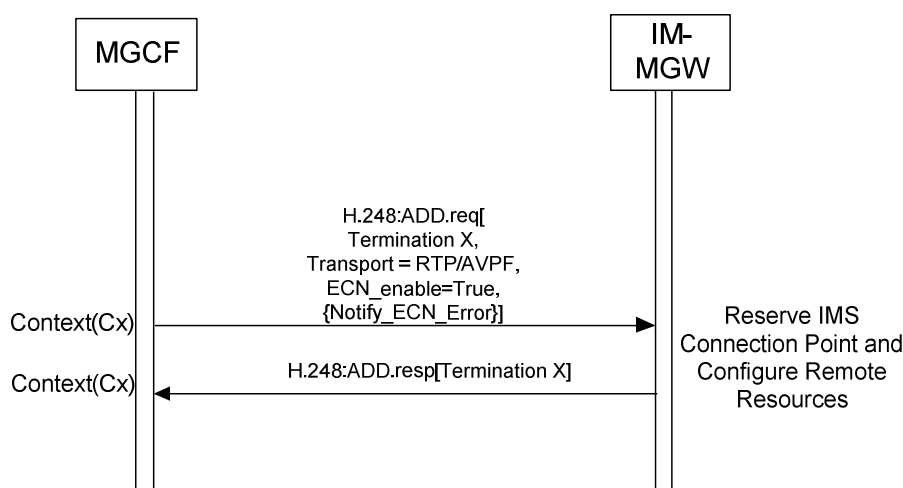 MGCF
IM-
MGW
H.248:ADD.req[
Termination X,
Transport = RTP/AVPF,
ECN_enable=True,
{Notify_ECN_Error}]
Context(Cx)
Reserve IMS
Connection Point and
Configure Remote
Resources
H.248:ADD.resp[Termination X]
Context(Cx)